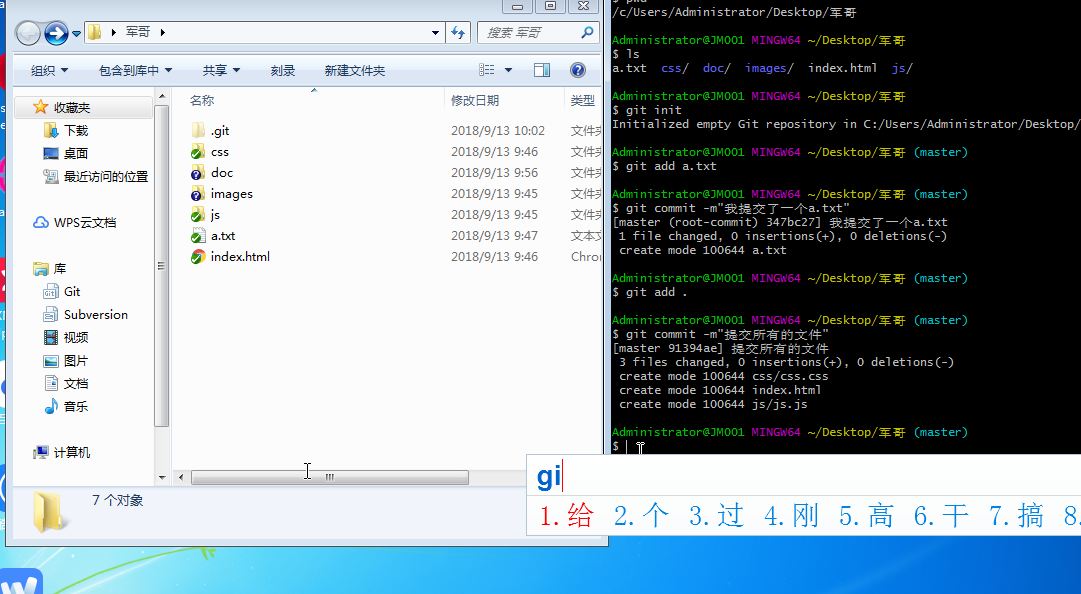 军哥
搜索 军哥
组织 包含到库中 共享 刻录 新建文件夹
收藏夹
下载
桌面
最近访问的位置
WPS云文档
库
Git
Subversion
视频
图片
文档
音乐
计算机
名称 修改日期 类型
.git 2018/9/13 10:02 文件夹
css 2018/9/13 9:46 文件夹
doc 2018/9/13 9:56 文件夹
images 2018/9/13 9:45 文件夹
js 2018/9/13 9:45 文件夹
a.txt 2018/9/13 9:47 文本文
index.html 2018/9/13 9:46 Chro
7 个对象
/c/Users/Administrator/Desktop/军哥
Administrator@JM001 MINGW64 ~/Desktop/军哥
$ ls
a.txt css/ doc/ images/ index.html js/
Administrator@JM001 MINGW64 ~/Desktop/军哥
$ git init
Initialized empty Git repository in C:/Users/Administrator/Desktop/
Administrator@JM001 MINGW64 ~/Desktop/军哥 (master)
$ git add a.txt
Administrator@JM001 MINGW64 ~/Desktop/军哥 (master)
$ git commit -m"我提交了一个a.txt"
[master (root-commit) 347bc27] 我提交了一个a.txt
1 file changed, 0 insertions(+), 0 deletions(-)
create mode 100644 a.txt
Administrator@JM001 MINGW64 ~/Desktop/军哥 (master)
$ git add .
Administrator@JM001 MINGW64 ~/Desktop/军哥 (master)
$ git commit -m"提交所有的文件"
[master 91394ae] 提交所有的文件
3 files changed, 0 insertions(+), 0 deletions(-)
create mode 100644 css/css.css
create mode 100644 index.html
create mode 100644 js/js.js
Administrator@JM001 MINGW64 ~/Desktop/军哥 (master)
$
gi
1.给 2.个 3.过 4.刚 5.高 6.干 7.搞 8.